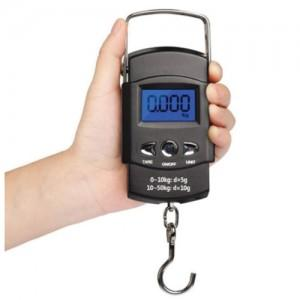 0.000
Kg
TARE ON/OFF UNIT
0~10kg: d=5g
10~50kg: d=10g